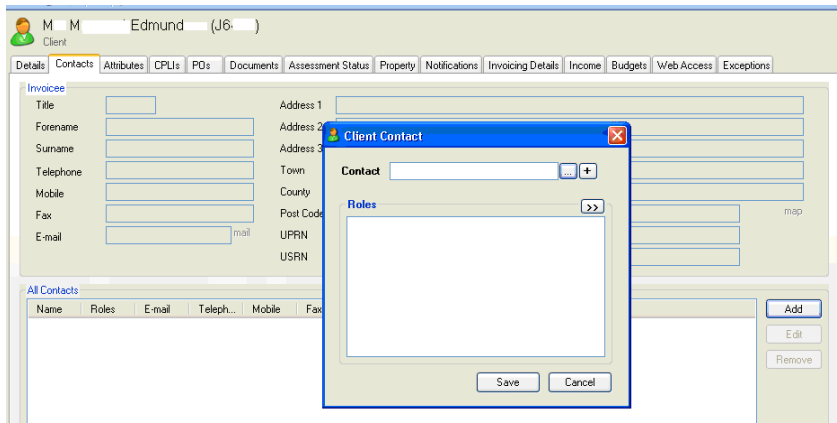 M M Edmund (J6 )
Client
Details Contacts Attributes CPLIs POs Documents Assessment Status Property Notifications Invoicing Details Income Budgets Web Access Exceptions
Invoicee
Title Address 1
Forename Address 2
Surname Address 3
Telephone Town
Mobile County
Fax Post Code map
E-mail mail UPRN
USRN
Client Contact
Contact ... +
Roles >>
Save Cancel
All Contacts
Name Roles E-mail Teleph... Mobile Fax
Add
Edit
Remove